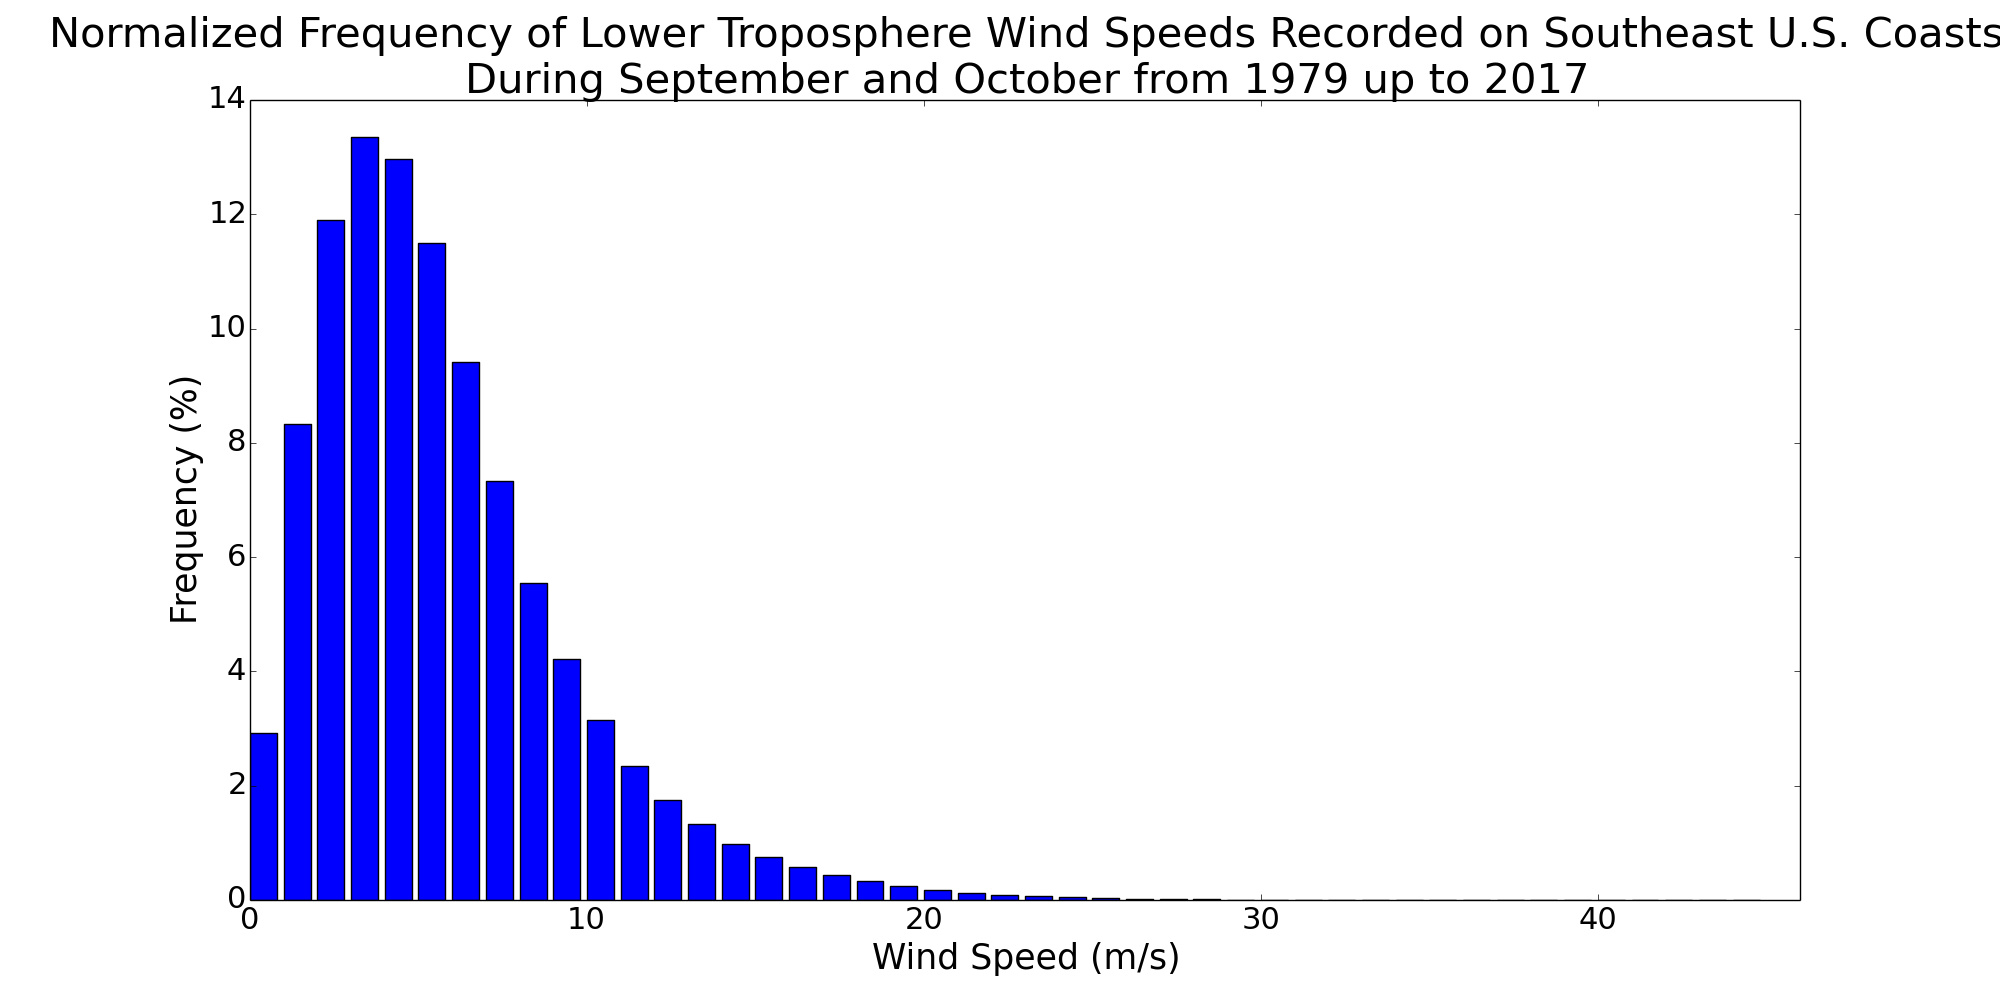 Normalized Frequency of Lower Troposphere Wind Speeds Recorded on Southeast U.S. Coasts
During September and October from 1979 up to 2017
14
12
10
8
6
4
2
0
Frequency (%)
0 10 20 30 40
Wind Speed (m/s)